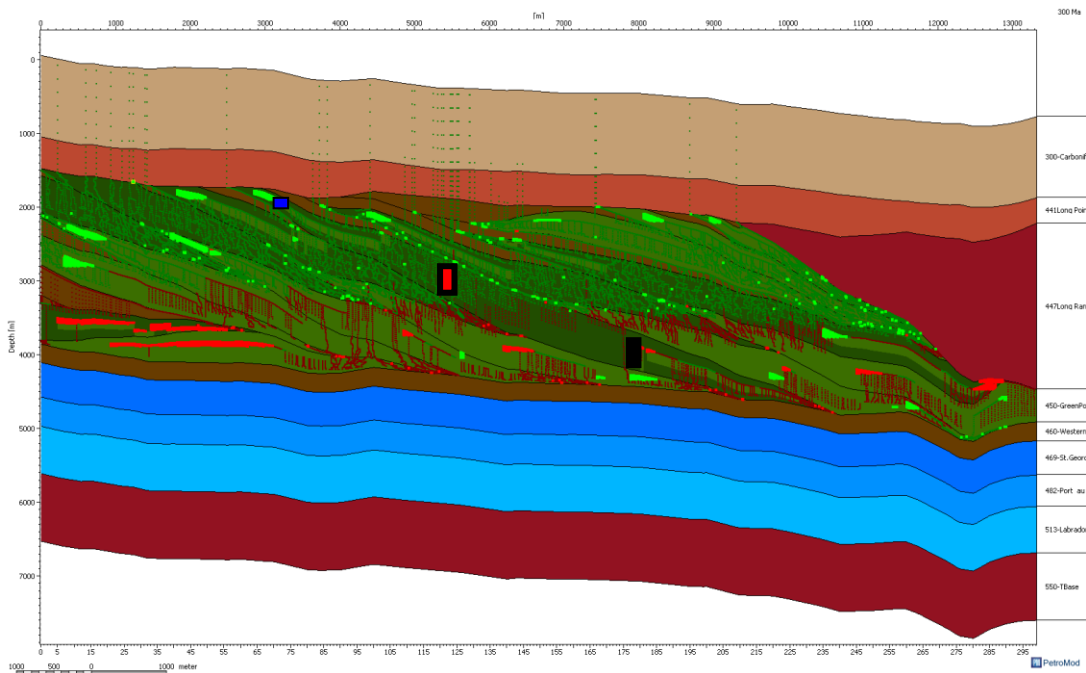 300 Ma
[m]
0 1000 2000 3000 4000 5000 6000 7000 8000 9000 10000 11000 12000 13000
Depth [m]
0
1000
2000
3000
4000
5000
6000
7000
300-Carbonif
441Long Poin
447Long Ran
450-GreenPo
460-Western
469-St.Georg
482-Port au
513-Labrador
550-TBase
0 5 15 25 35 45 55 65 75 85 95 105 115 125 135 145 155 165 175 185 195 205 215 225 235 245 255 265 275 285 295
1000 500 0 1000 meter
PetroMod